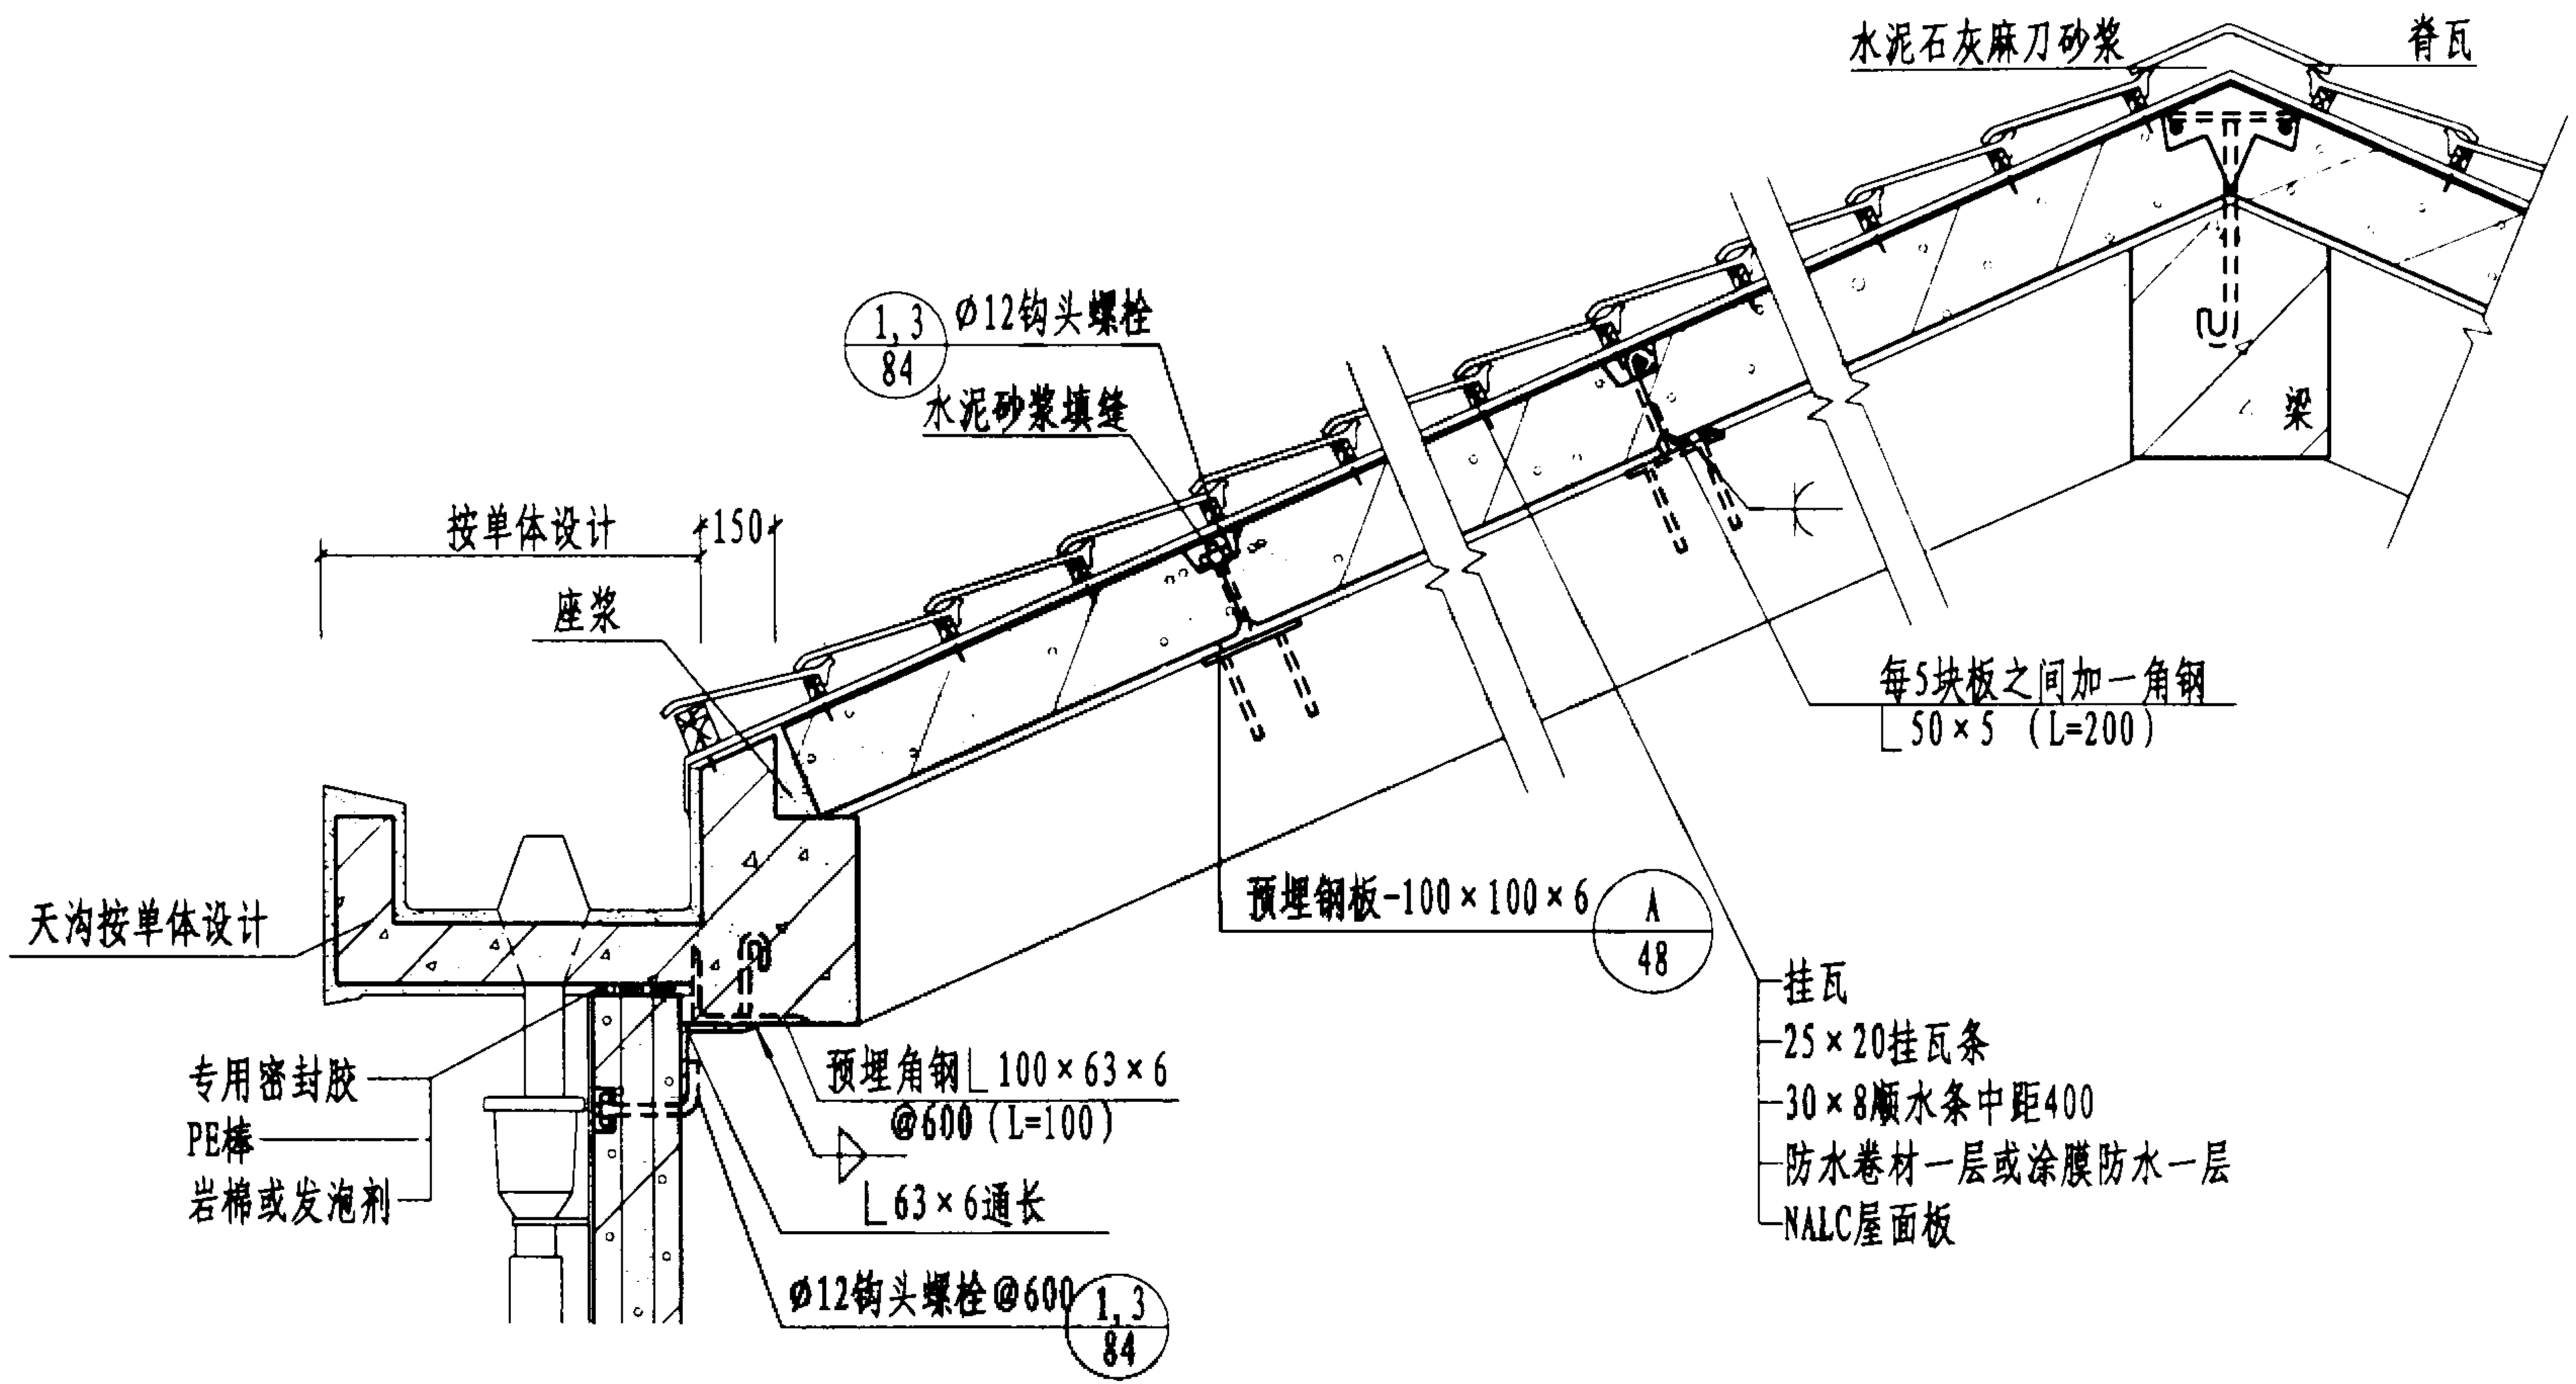 水泥石灰麻刀砂浆
脊瓦
1,3
84
Ø12钩头螺栓
水泥砂浆填缝
按单体设计
150
座浆
梁
每5块板之间加一角钢
∟50×5 (L=200)
天沟按单体设计
预埋钢板-100×100×6
A
48
挂瓦
25×20挂瓦条
30×8顺水条中距400
防水卷材一层或涂膜防水一层
NALC屋面板
专用密封胶
PE棒
岩棉或发泡剂
预埋角钢∟100×63×6
@600 (L=100)
∟63×6通长
Ø12钩头螺栓@600
1,3
84